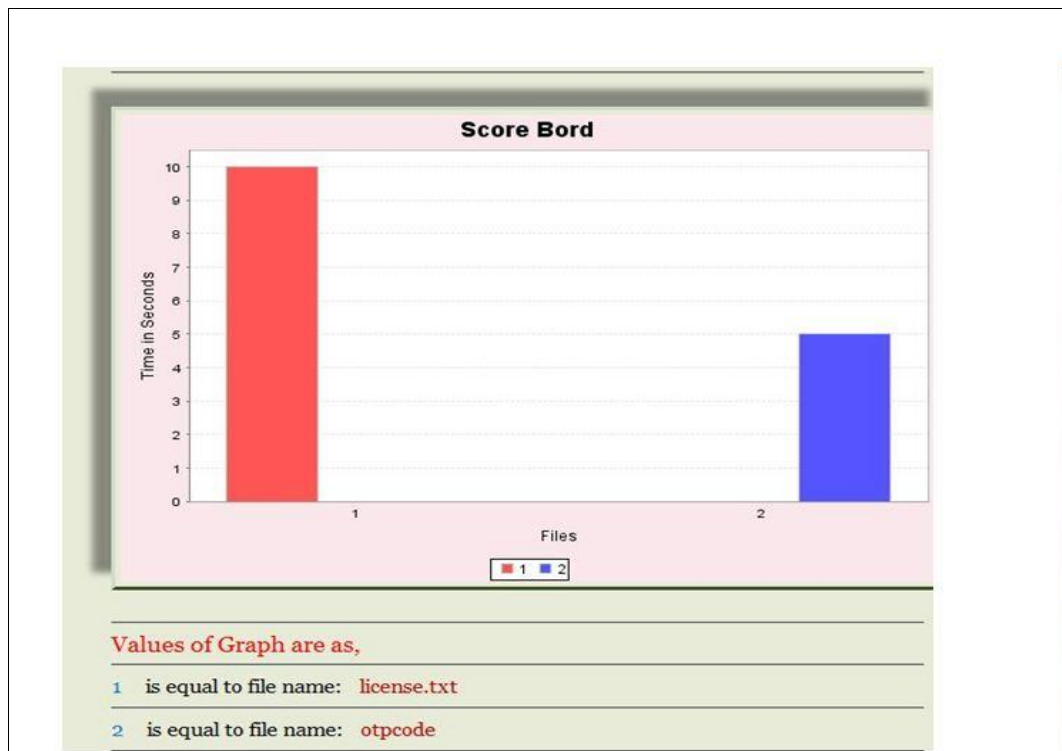 Score Bord
10
9
8
7
6
5
4
3
2
1
0
Time in Seconds
1
2
Files
1 2
Values of Graph are as,
1 is equal to file name: license.txt
2 is equal to file name: otpcode